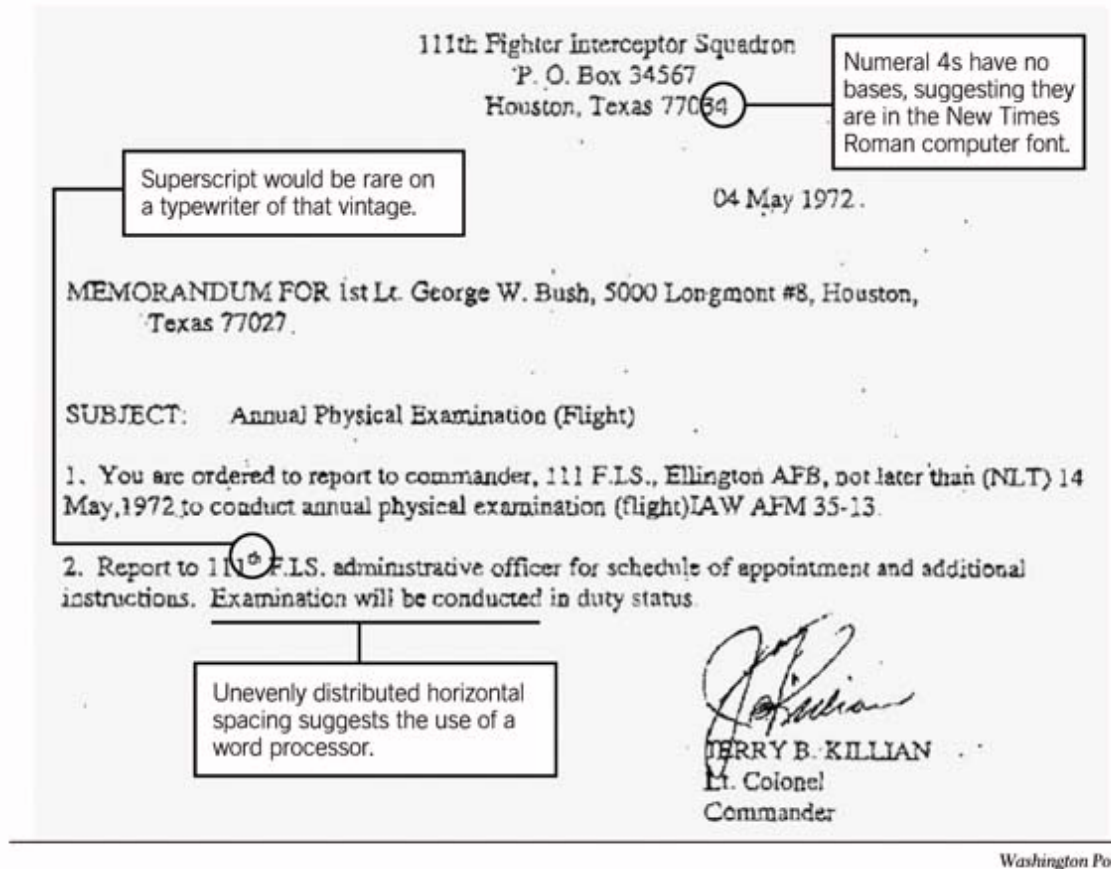 111th Fighter Interceptor Squadron
P. O. Box 34567
Houston, Texas 77034
Numeral 4s have no
bases, suggesting they
are in the New Times
Roman computer font.
Superscript would be rare on
a typewriter of that vintage.
04 May 1972.
MEMORANDUM FOR 1st Lt. George W. Bush, 5000 Longmont #8, Houston,
Texas 77027.
SUBJECT: Annual Physical Examination (Flight)
1. You are ordered to report to commander, 111 F.I.S., Ellington AFB, not later than (NLT) 14
May,1972 to conduct annual physical examination (flight)IAW AFM 35-13.
2. Report to 111th F.I.S. administrative officer for schedule of appointment and additional
instructions. Examination will be conducted in duty status.
Unevenly distributed horizontal
spacing suggests the use of a
word processor.
JERRY B. KILLIAN
Lt. Colonel
Commander
Washington Po